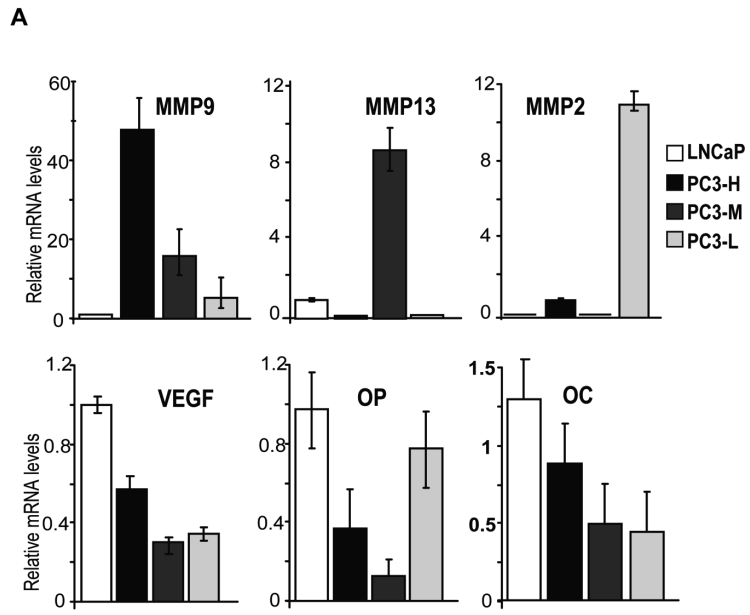 A
MMP9
MMP13
MMP2
Relative mRNA levels
60
40
20
0
12
8
4
0
12
8
4
0
LNCaP
PC3-H
PC3-M
PC3-L
VEGF
OP
OC
Relative mRNA levels
1.2
0.8
0.4
0
1.2
0.8
0.4
0
1.5
1
0.5
0